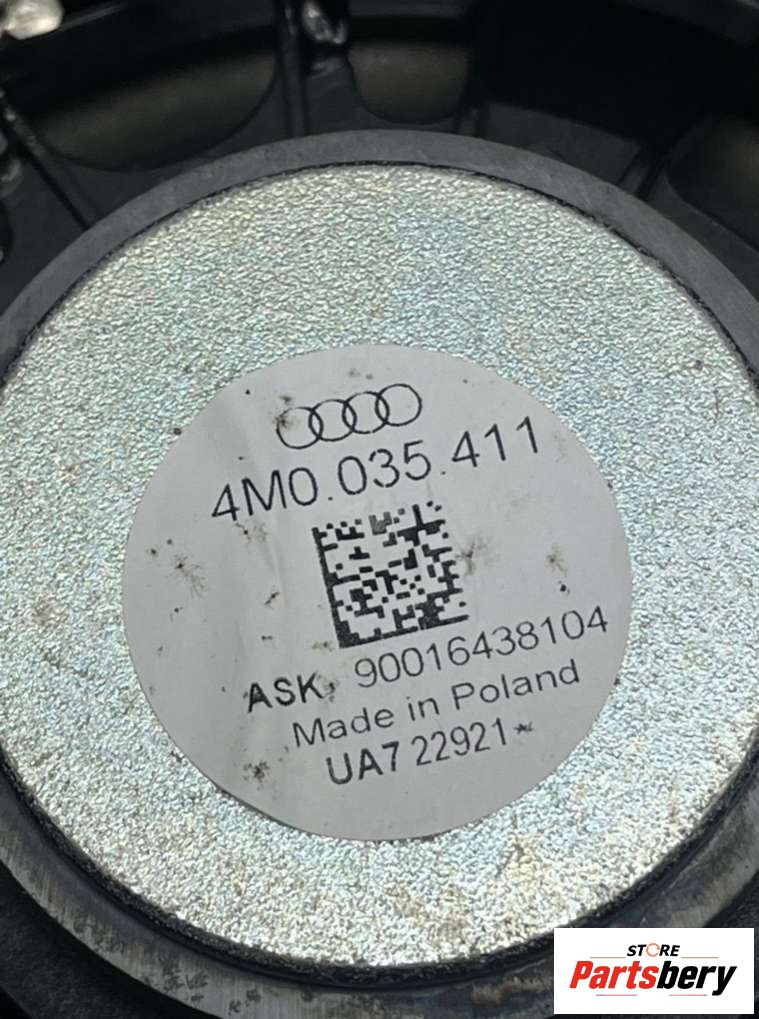 4M0.035.411
ASK, 90016438104
Made in Poland
UA7 22921*
STORE
Partsbery